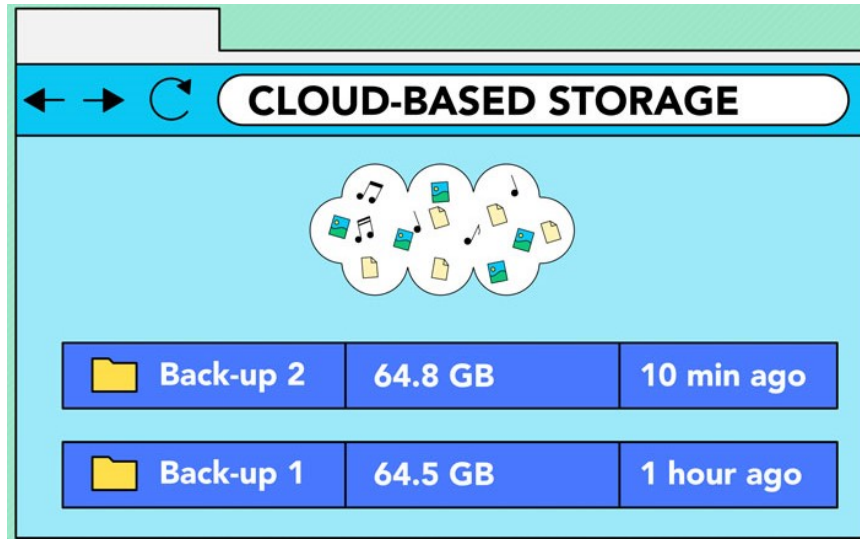 CLOUD-BASED STORAGE
Back-up 2 64.8 GB 10 min ago
Back-up 1 64.5 GB 1 hour ago